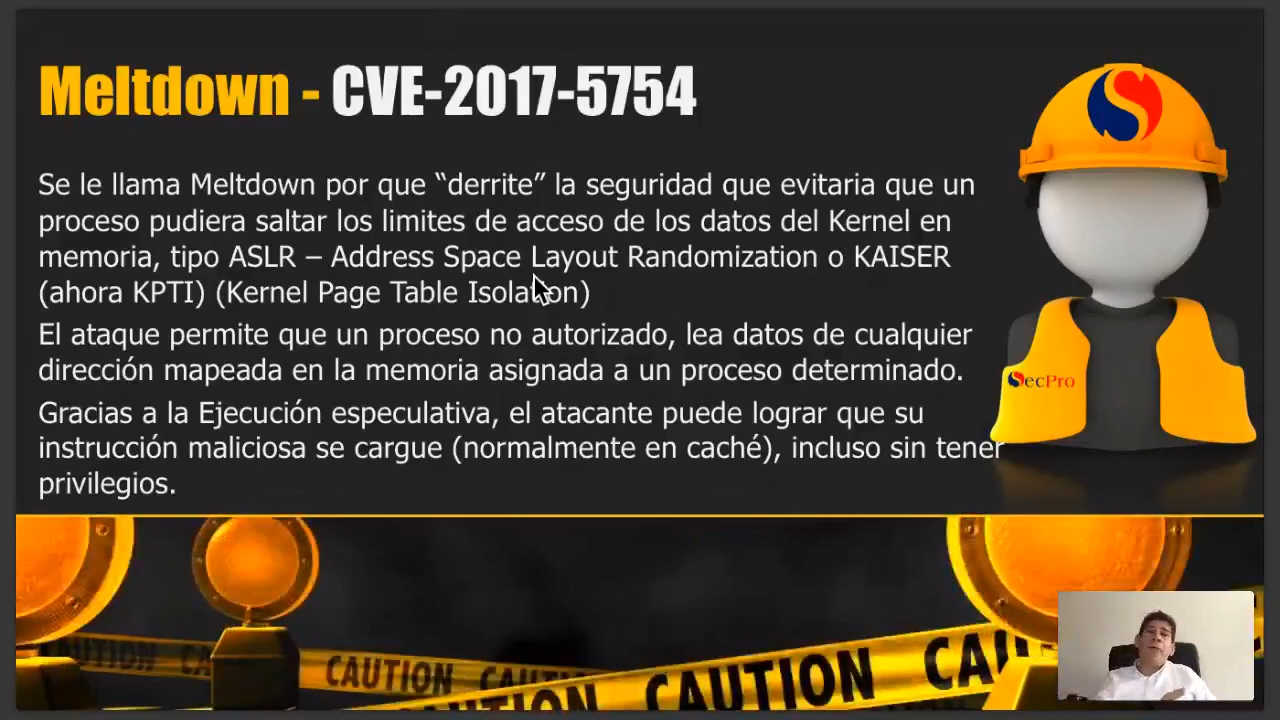 Meltdown - CVE-2017-5754
Se le llama Meltdown por que “derrite” la seguridad que evitaria que un
proceso pudiera saltar los limites de acceso de los datos del Kernel en
memoria, tipo ASLR – Address Space Layout Randomization o KAISER
(ahora KPTI) (Kernel Page Table Isolation)
El ataque permite que un proceso no autorizado, lea datos de cualquier
dirección mapeada en la memoria asignada a un proceso determinado.
Gracias a la Ejecución especulativa, el atacante puede lograr que su
instrucción maliciosa se cargue (normalmente en caché), incluso sin tener
privilegios.
SecPro
CAUTION CA
CAUTION CAUTION
CAUTION CAU